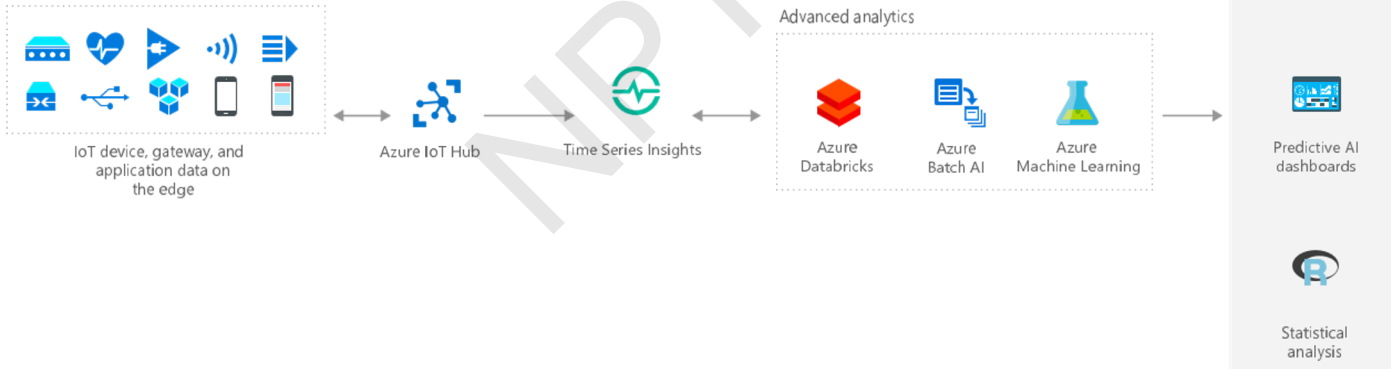 Advanced analytics
IoT device, gateway, and
application data on
the edge
Azure IoT Hub
Time Series Insights
Azure
Databricks
Azure
Batch AI
Azure
Machine Learning
Predictive AI
dashboards
R
Statistical
analysis